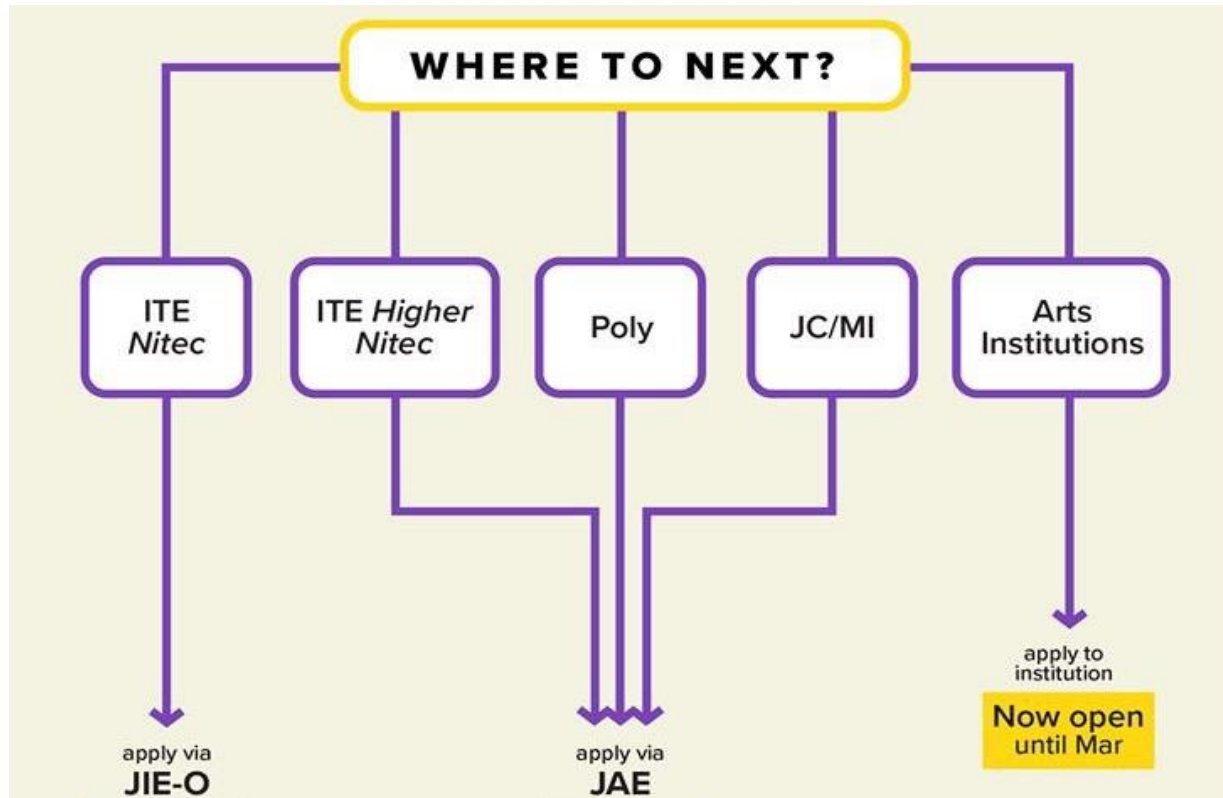 WHERE TO NEXT?
ITE
Nitec
ITE Higher
Nitec
Poly
JC/MI
Arts
Institutions
apply via
JIE-O
apply via
JAE
apply to
institution
Now open
until Mar